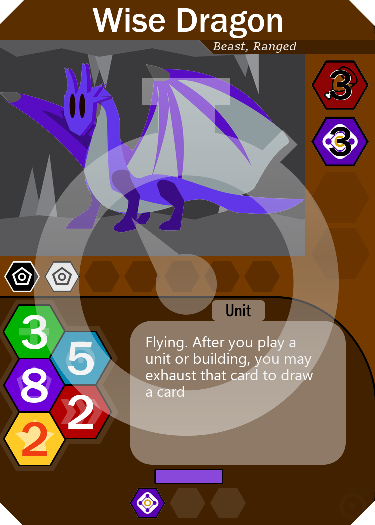 Wise Dragon
Beast, Ranged
3
3
Unit
3
5
8
2
2
Flying. After you play a
unit or building, you may
exhaust that card to draw
a card